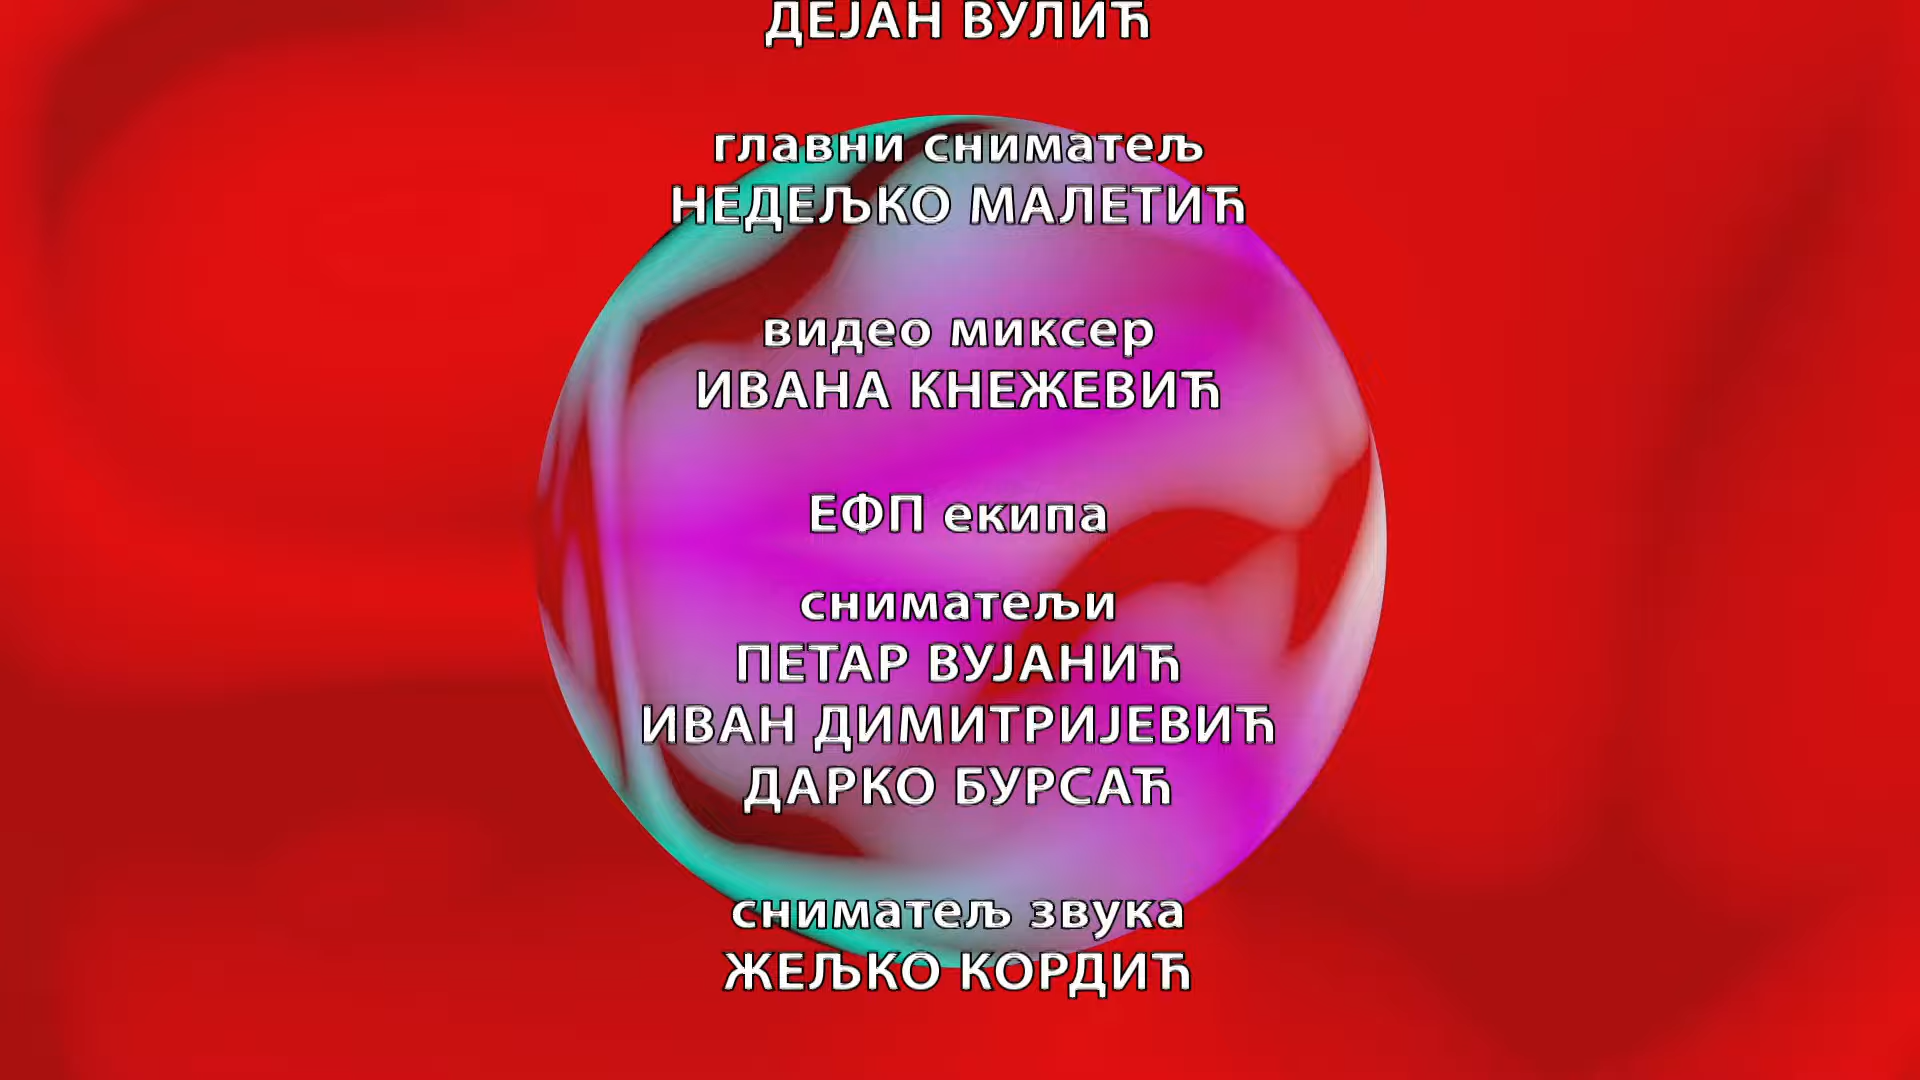 ДЕЈАН ВУЛИЋ
главни сниматељ
НЕДЕЉКО МАЛЕТИЋ
видео миксер
ИВАНА КНЕЖЕВИЋ
ЕФП екипа
сниматељи
ПЕТАР ВУЈАНИЋ
ИВАН ДИМИТРИЈЕВИЋ
ДАРКО БУРСАЋ
сниматељ звука
ЖЕЉКО КОРДИЋ